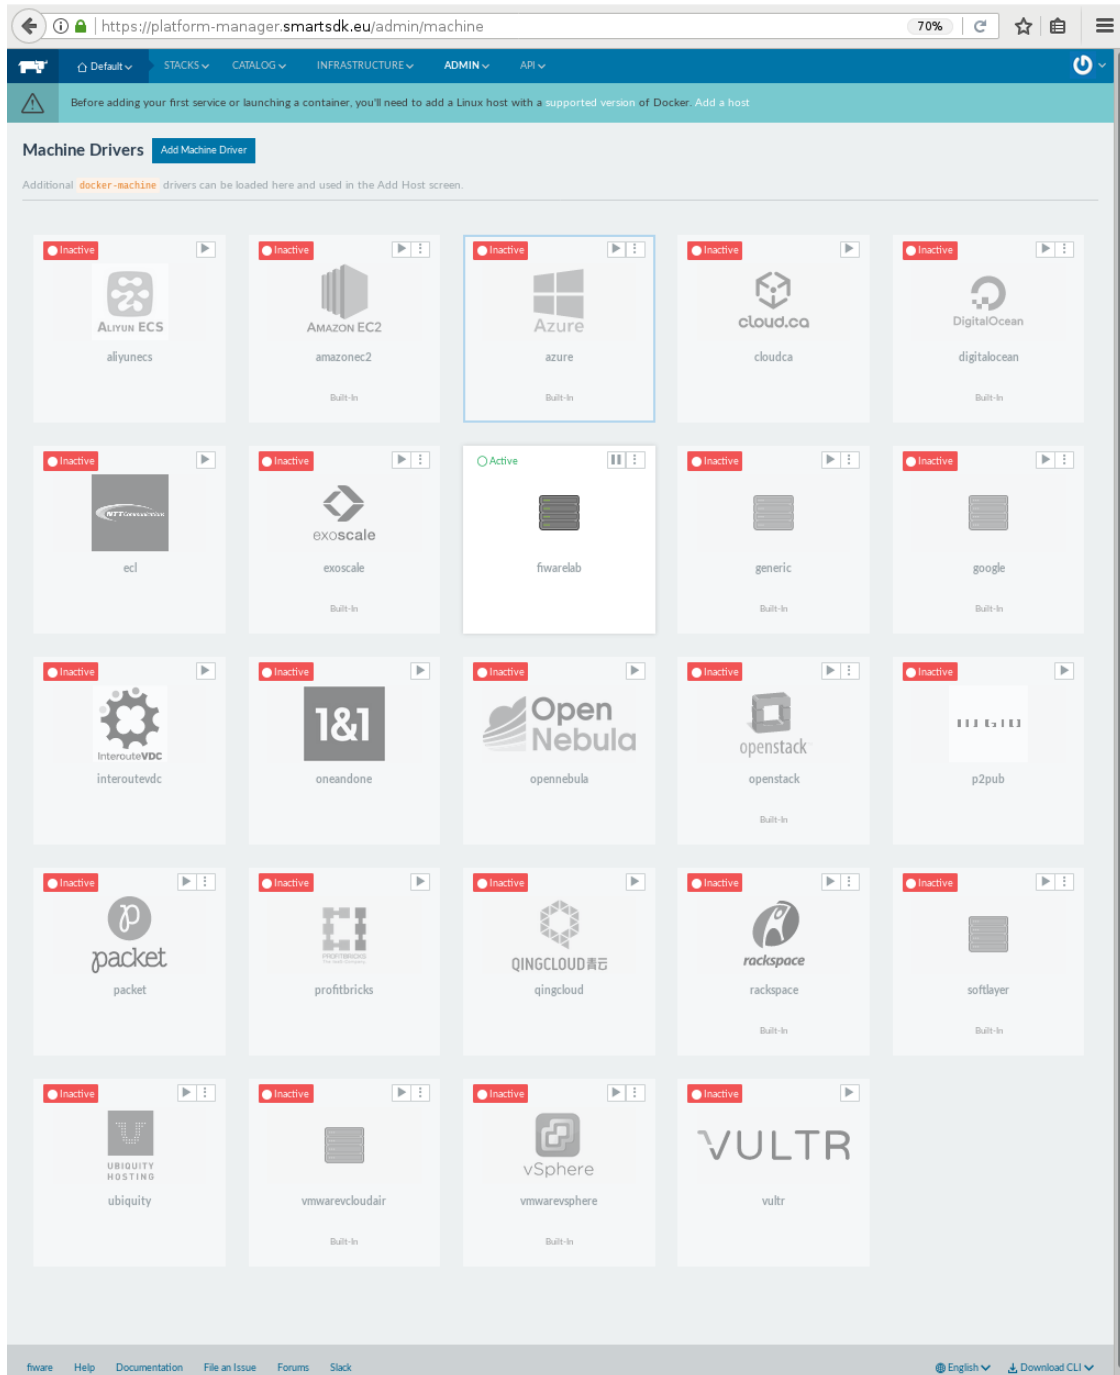 https://platform-manager.smartsdk.eu/admin/machine 70%
Default STACKS CATALOG INFRASTRUCTURE ADMIN API
Before adding your first service or launching a container, you'll need to add a Linux host with a supported version of Docker. Add a host
Machine Drivers Add Machine Driver
Additional docker-machine drivers can be loaded here and used in the Add Host screen.
Inactive Inactive Inactive Inactive Inactive
ALIYUN ECS AMAZON EC2 Azure cloud.ca DigitalOcean
aliyunecs amazonec2 azure cloudca digitalocean
Built-In Built-In Built-In
Inactive Inactive Active Inactive Inactive
NTT Communications exoscale
ecl exoscale fiwarelab generic google
Built-In Built-In Built-In
Inactive Inactive Inactive Inactive Inactive
InterouteVDC 1&1 Open Nebula openstack
interoutevdc oneandone opennebula openstack p2pub
Built-In
Inactive Inactive Inactive Inactive Inactive
packet PROFITBRICKS QINGCLOUD青云 rackspace
packet profitbricks qingcloud rackspace softlayer
Built-In Built-In
Inactive Inactive Inactive Inactive
UBIQUITY HOSTING vSphere VULTR
ubiquity vmwarevcloudair vmwarevsphere vultr
Built-In Built-In
fiware Help Documentation File an Issue Forums Slack English Download CLI